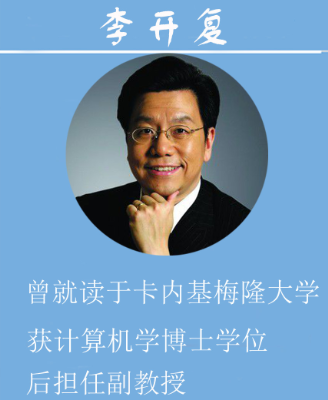 李开复
曾就读于卡内基梅隆大学
获计算机学博士学位
后担任副教授